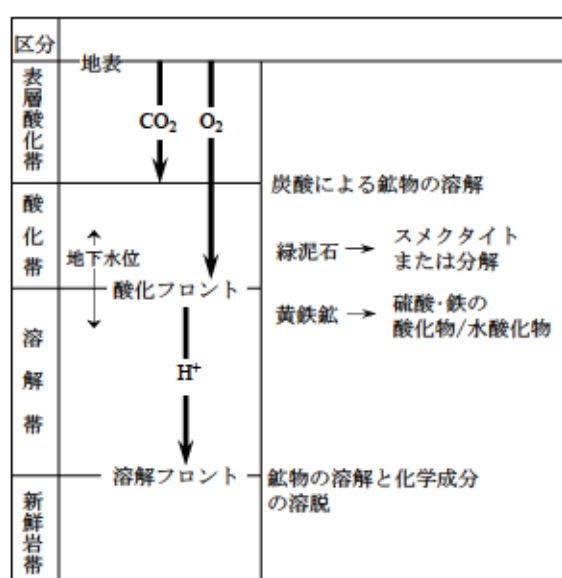 区分
地表
表層酸化帯
CO₂
O₂
炭酸による鉱物の溶解
酸化帯
地下水位
緑泥石 → スメクタイト
または分解
酸化フロント
黄鉄鉱 → 硫酸・鉄の
酸化物/水酸化物
溶解帯
H⁺
溶解フロント
鉱物の溶解と化学成分
の溶脱
新鮮岩帯